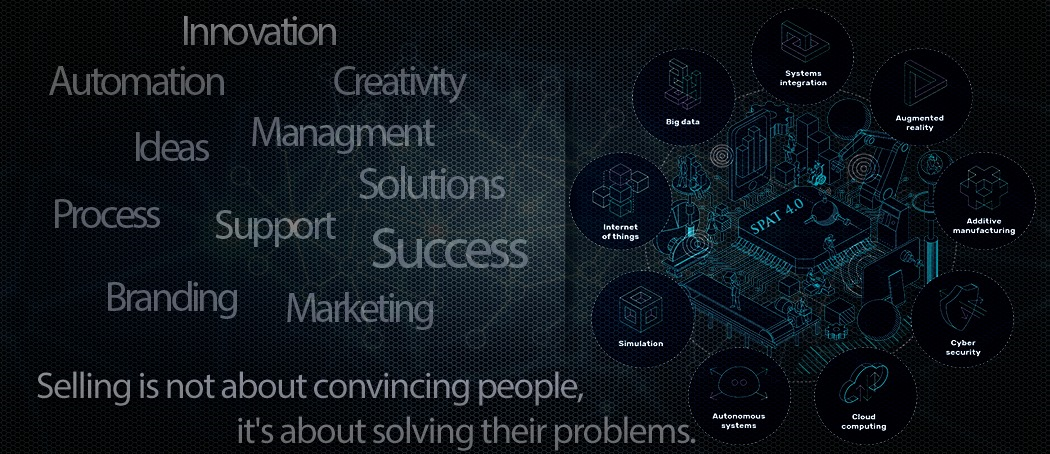 Innovation
Automation
Creativity
Ideas
Managment
Solutions
Process
Support
Success
Branding
Marketing
Selling is not about convincing people,
it's about solving their problems.
Systems
integration
Big data
Augmented
reality
Internet
of things
SPAT 4.0
Additive
manufacturing
Simulation
Cyber
security
Autonomous
systems
Cloud
computing